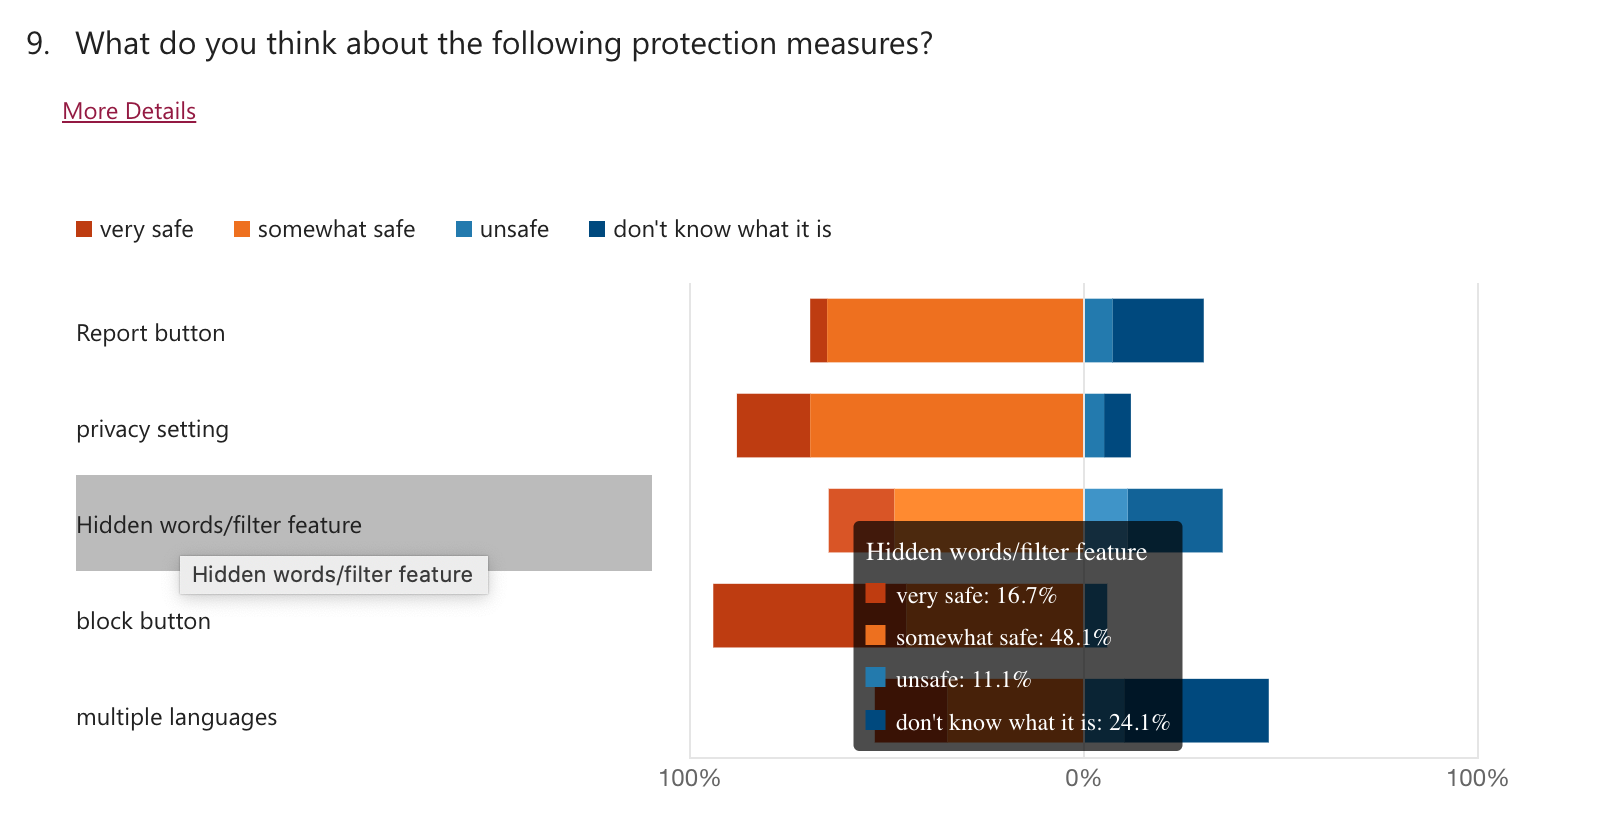 9. What do you think about the following protection measures?
More Details
very safe somewhat safe unsafe don't know what it is
Report button
privacy setting
Hidden words/filter feature
Hidden words/filter feature
block button
multiple languages
Hidden words/filter feature
very safe: 16.7%
somewhat safe: 48.1%
unsafe: 11.1%
don't know what it is: 24.1%
100% 0% 100%